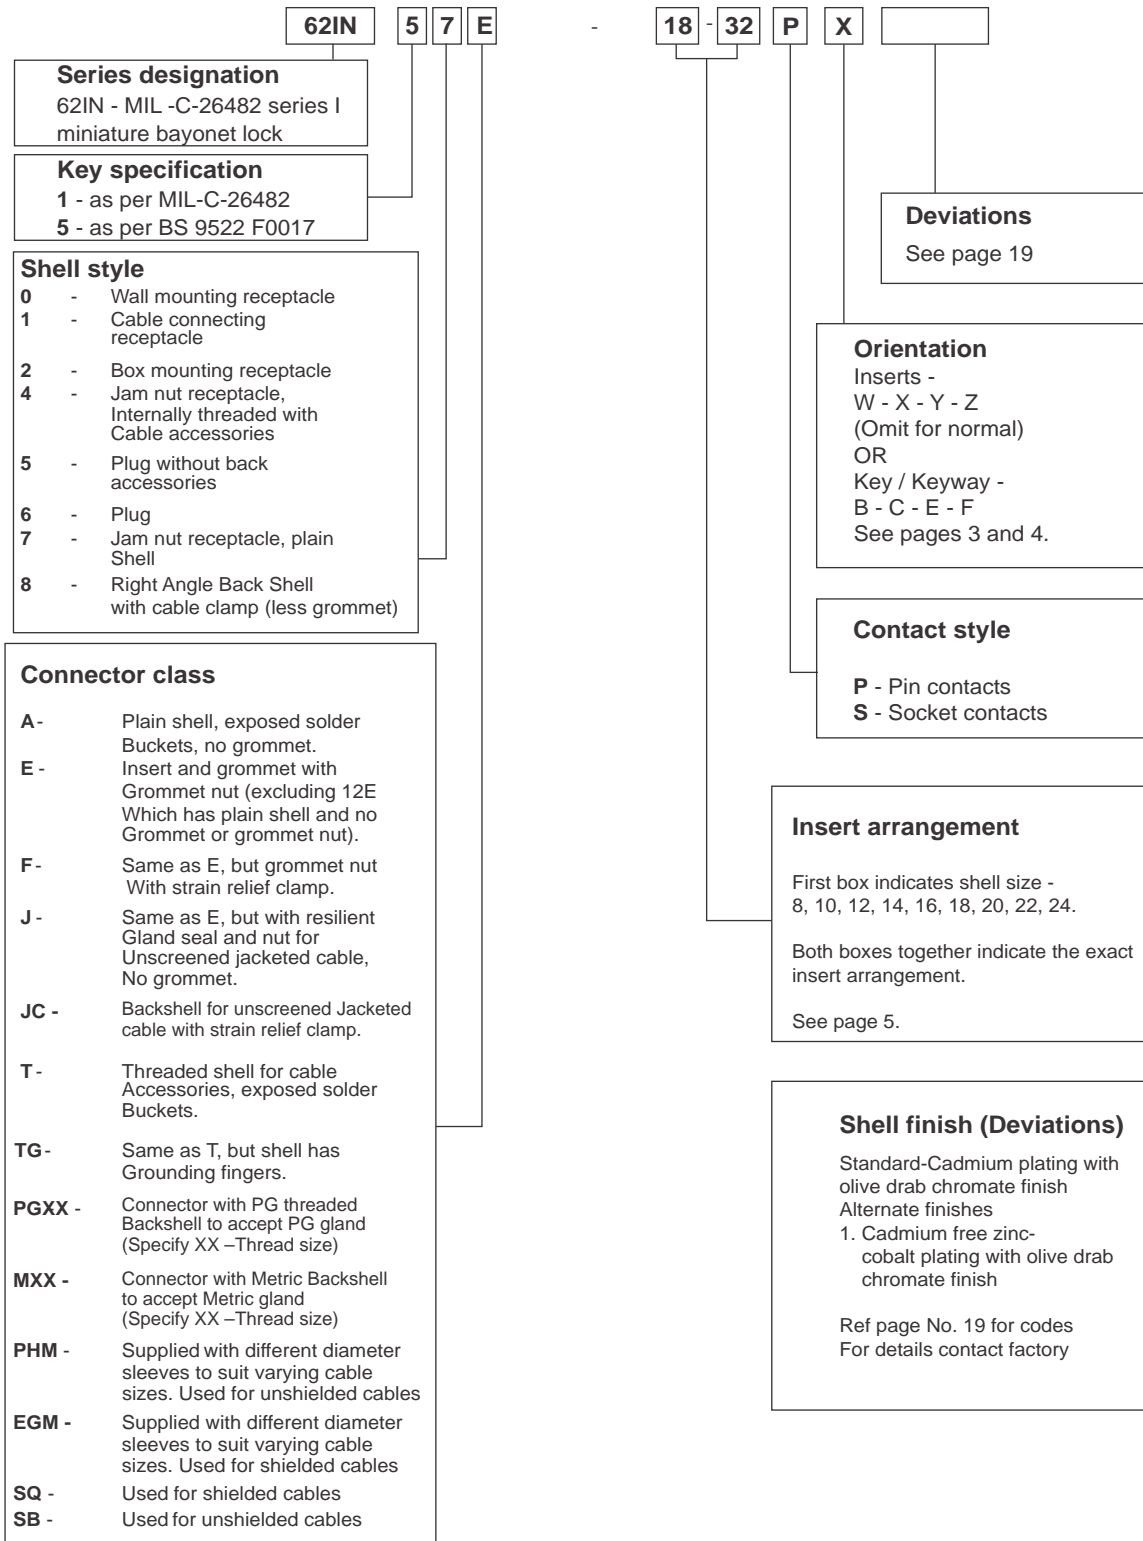 62IN 5 7 E - 18 - 32 P X
Series designation
62IN - MIL -C-26482 series I
miniature bayonet lock
Key specification
1 - as per MIL-C-26482
5 - as per BS 9522 F0017
Shell style
0 - Wall mounting receptacle
1 - Cable connecting
receptacle
2 - Box mounting receptacle
4 - Jam nut receptacle,
Internally threaded with
Cable accessories
5 - Plug without back
accessories
6 - Plug
7 - Jam nut receptacle, plain
Shell
8 - Right Angle Back Shell
with cable clamp (less grommet)
Connector class
A - Plain shell, exposed solder
Buckets, no grommet.
E - Insert and grommet with
Grommet nut (excluding 12E
Which has plain shell and no
Grommet or grommet nut).
F - Same as E, but grommet nut
With strain relief clamp.
J - Same as E, but with resilient
Gland seal and nut for
Unscreened jacketed cable,
No grommet.
JC - Backshell for unscreened Jacketed
cable with strain relief clamp.
T - Threaded shell for cable
Accessories, exposed solder
Buckets.
TG - Same as T, but shell has
Grounding fingers.
PGXX - Connector with PG threaded
Backshell to accept PG gland
(Specify XX –Thread size)
MXX - Connector with Metric Backshell
to accept Metric gland
(Specify XX –Thread size)
PHM - Supplied with different diameter
sleeves to suit varying cable
sizes. Used for unshielded cables
EGM - Supplied with different diameter
sleeves to suit varying cable
sizes. Used for shielded cables
SQ - Used for shielded cables
SB - Used for unshielded cables
Deviations
See page 19
Orientation
Inserts -
W - X - Y - Z
(Omit for normal)
OR
Key / Keyway -
B - C - E - F
See pages 3 and 4.
Contact style
P - Pin contacts
S - Socket contacts
Insert arrangement
First box indicates shell size -
8, 10, 12, 14, 16, 18, 20, 22, 24.
Both boxes together indicate the exact
insert arrangement.
See page 5.
Shell finish (Deviations)
Standard-Cadmium plating with
olive drab chromate finish
Alternate finishes
1. Cadmium free zinc-
cobalt plating with olive drab
chromate finish
Ref page No. 19 for codes
For details contact factory